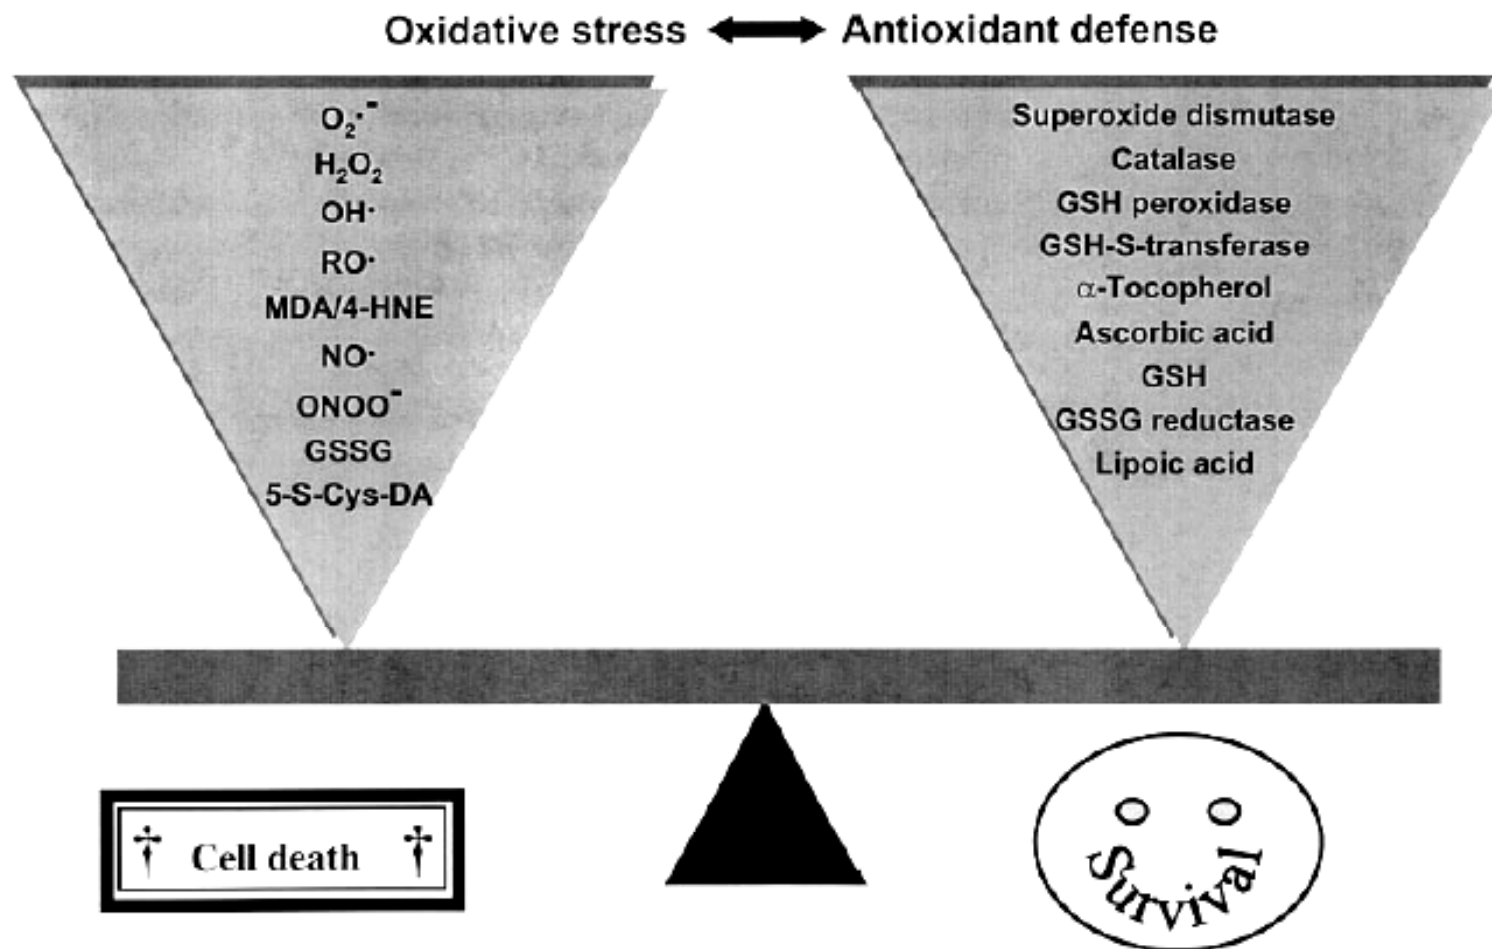 Oxidative stress ⟷ Antioxidant defense
O₂·⁻
H₂O₂
OH·
RO·
MDA/4-HNE
NO·
ONOO⁻
GSSG
5-S-Cys-DA
Superoxide dismutase
Catalase
GSH peroxidase
GSH-S-transferase
α-Tocopherol
Ascorbic acid
GSH
GSSG reductase
Lipoic acid
† Cell death †
Survival